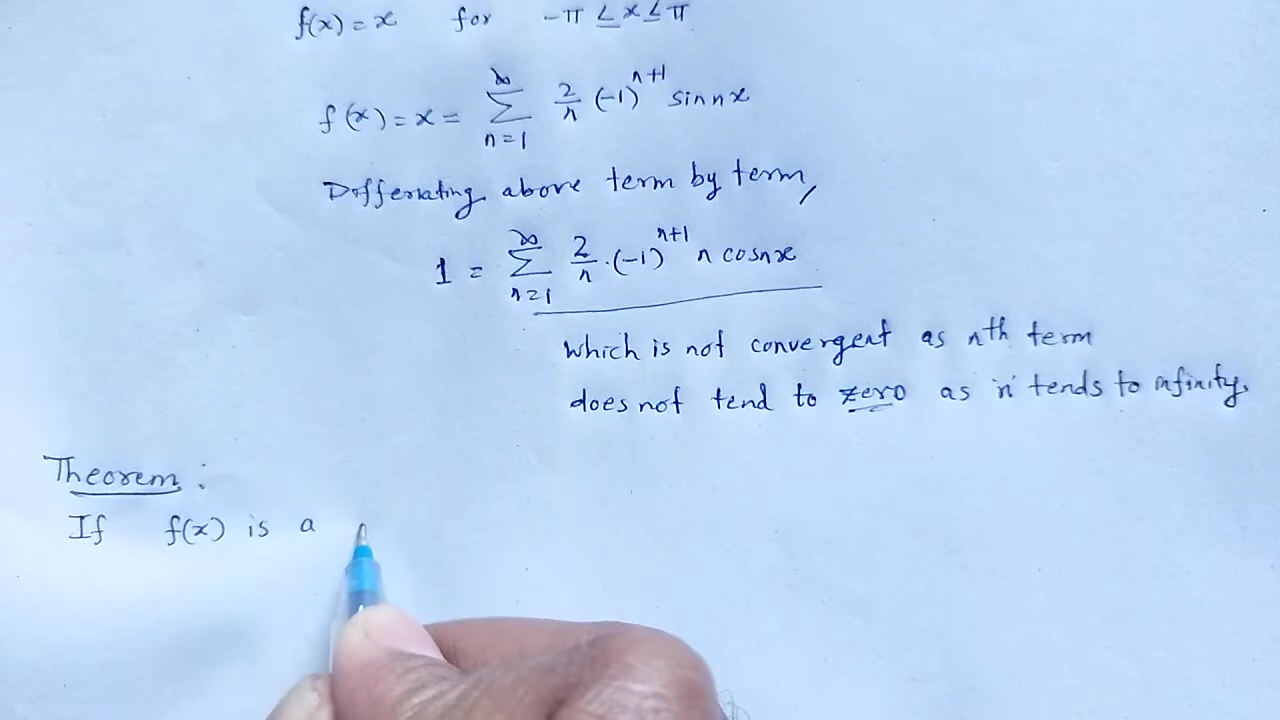 f(x) = x for -π ≤ x ≤ π
f(x) = x = ∑_{n=1}^{∞} 2/n (-1)^{n+1} sin nx
Differiating above term by term,
1 = ∑_{n=1}^{∞} 2/n · (-1)^{n+1} n cos nx
which is not convergent as nth term
does not tend to zero as 'n' tends to infinity.
Theorem :
If f(x) is a